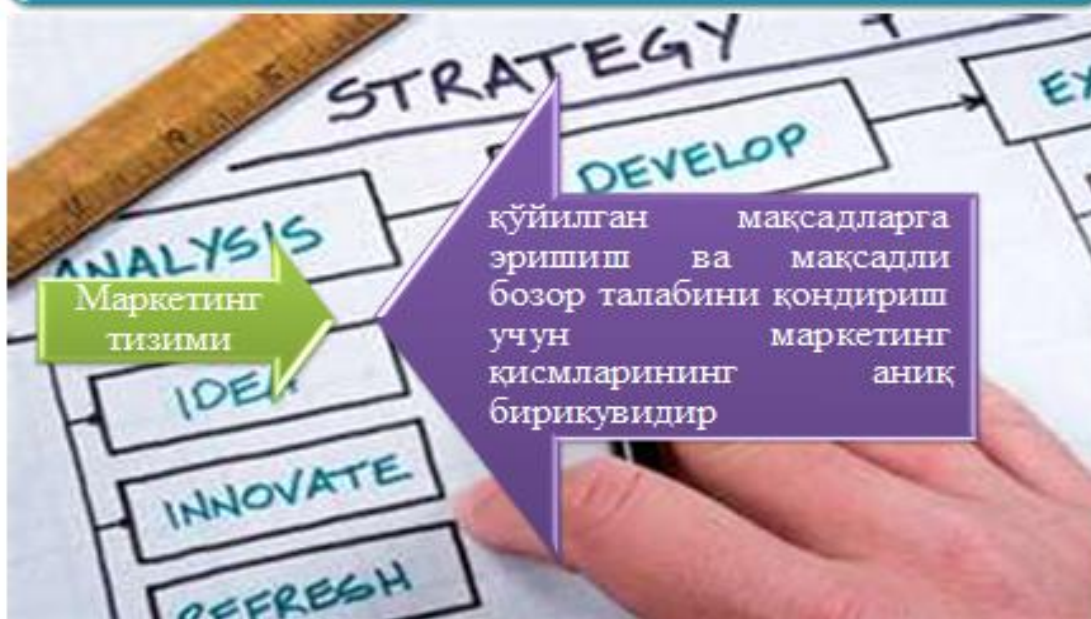 STRATEGY
DEVELOP
ANALYSIS
Маркетинг
тизими
қўйилган мақсадларга
эришиш ва мақсадли
бозор талабини қондириш
учун маркетинг
қисмларининг аниқ
бирикувидир
IDEA
INNOVATE
REFRESH